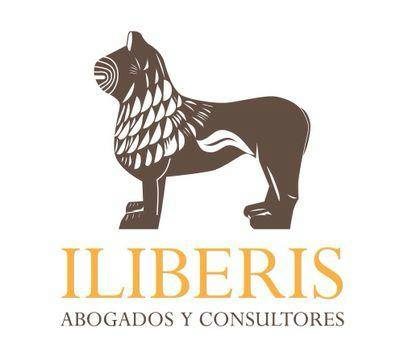 ILIBERIS
ABOGADOS Y CONSULTORES